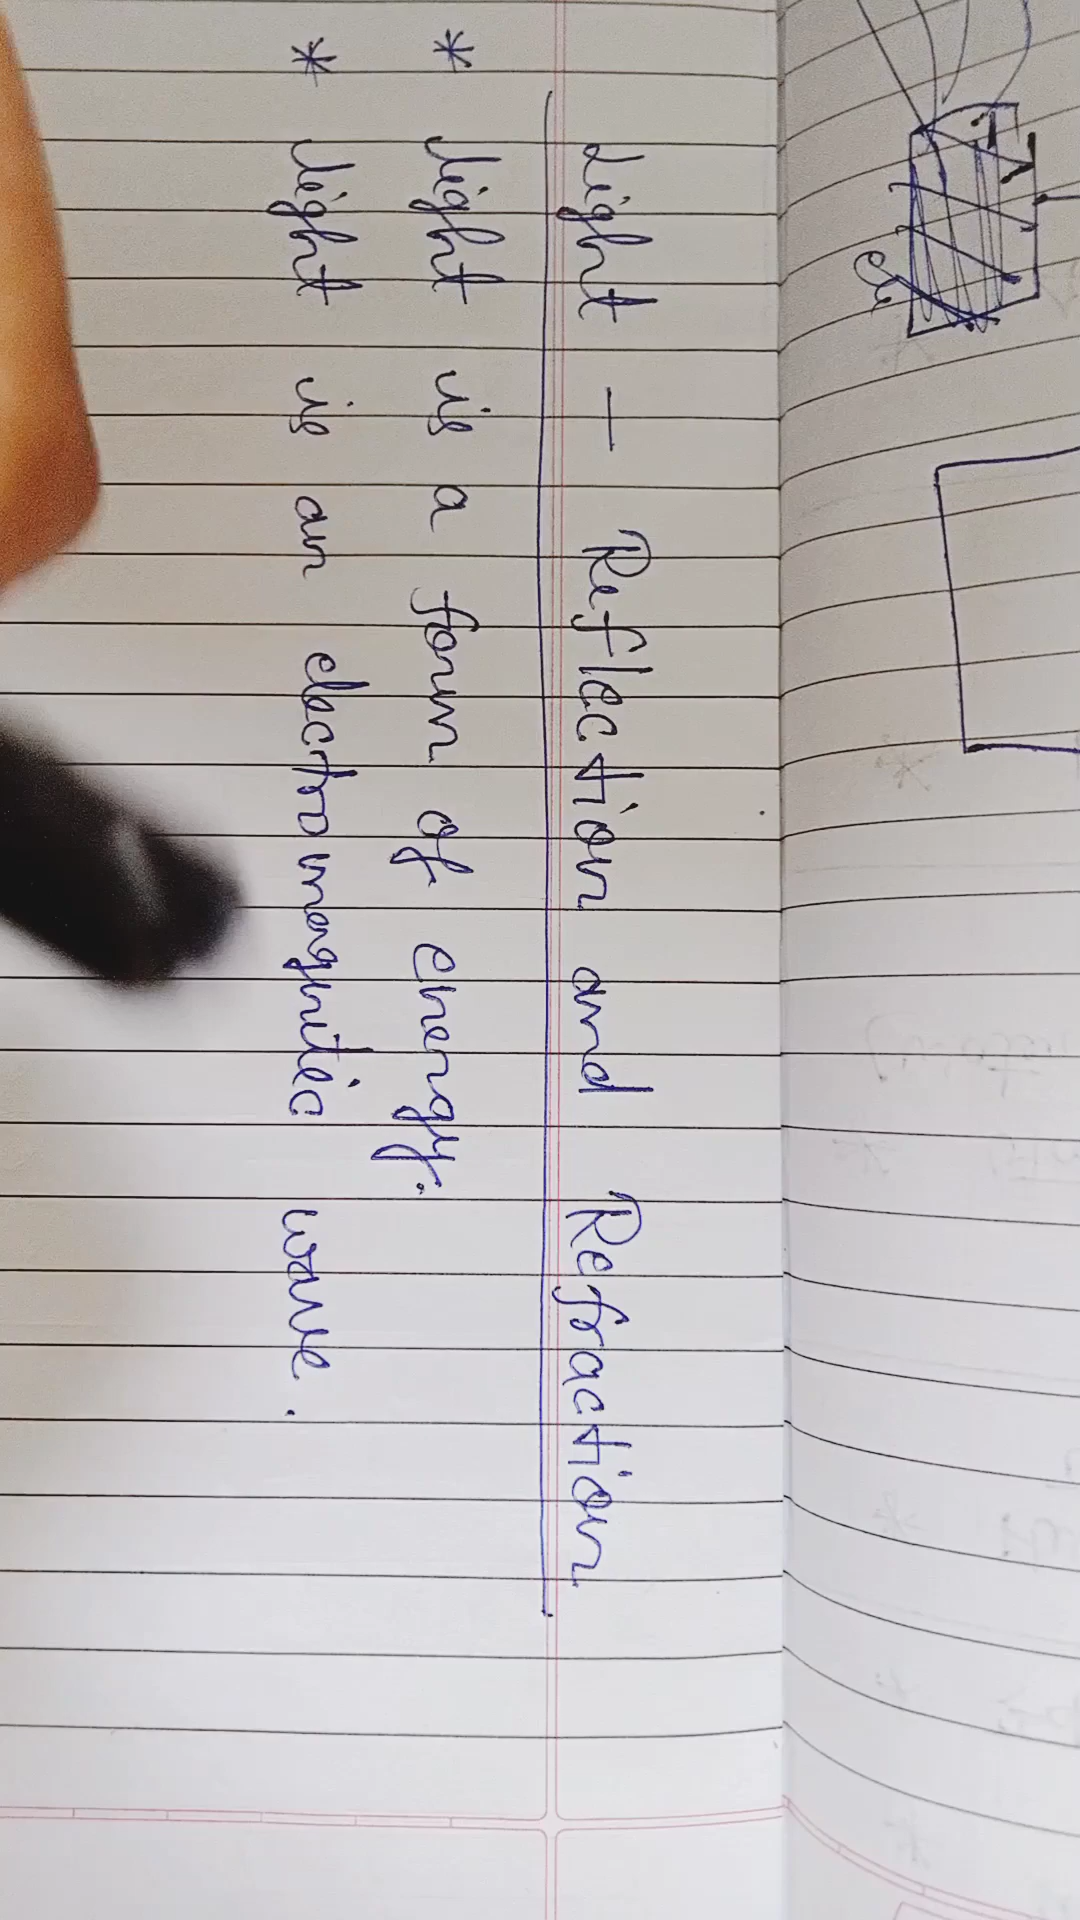 Light — Reflection and Refraction
* Light is a form of energy.
* Light is an electromagnetic wave.